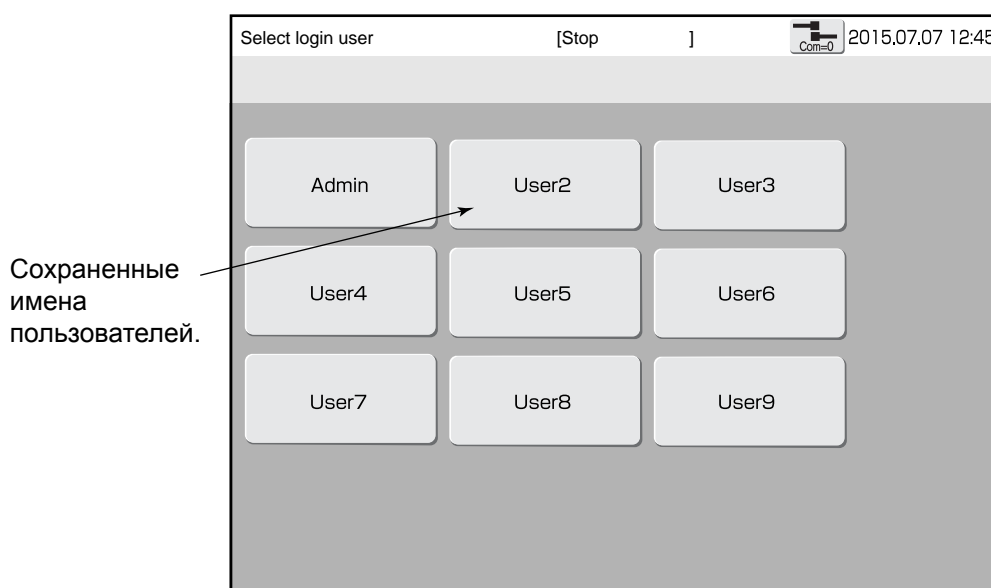 Select login user [Stop ] Com=0 2015.07.07 12:45
Admin User2 User3
Сохраненные
имена
пользователей.
User4 User5 User6
User7 User8 User9